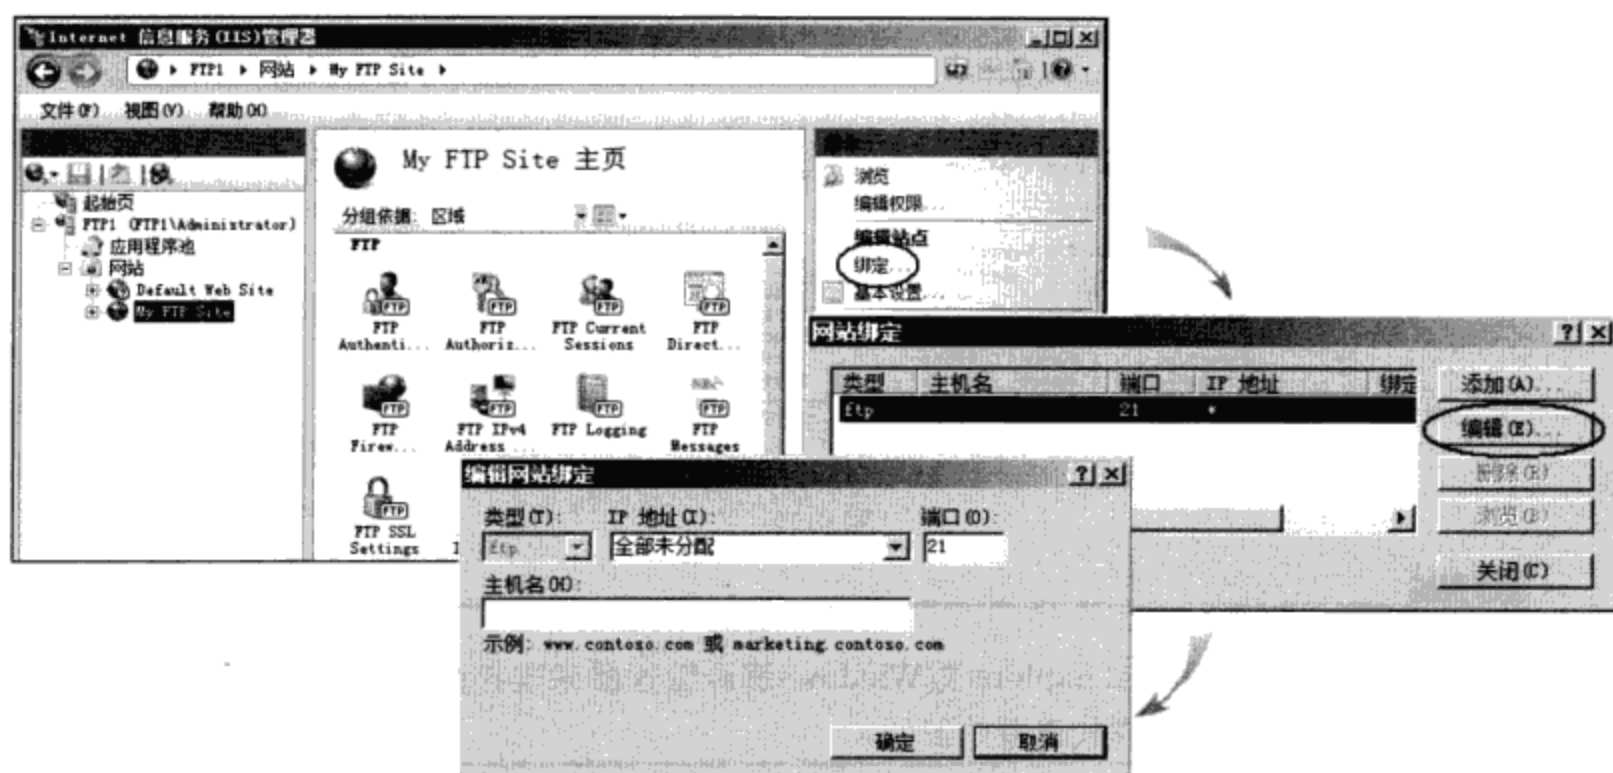 Internet 信息服务(IIS)管理器
FTP1 网站 My FTP Site
文件(F) 视图(V) 帮助(H)
起始页
FTP1 (FTP1\Administrator)
应用程序池
网站
Default Web Site
My FTP Site
My FTP Site 主页
分组依据: 区域
FTP
FTP Authenti...
FTP Authoriz...
FTP Current Sessions
FTP Direct...
FTP Firew...
FTP IPv4 Address
FTP Logging
FTP Messages
FTP SSL Settings
浏览
编辑权限...
编辑站点
绑定...
基本设置...
网站绑定
类型 主机名 端口 IP 地址 绑定
ftp 21 *
添加(A)...
编辑(E)...
删除(R)
浏览(B)
关闭(C)
编辑网站绑定
类型(T): IP 地址(I): 端口(O):
ftp 全部未分配 21
主机名(H):
示例: www.contoso.com 或 marketing.contoso.com
确定 取消